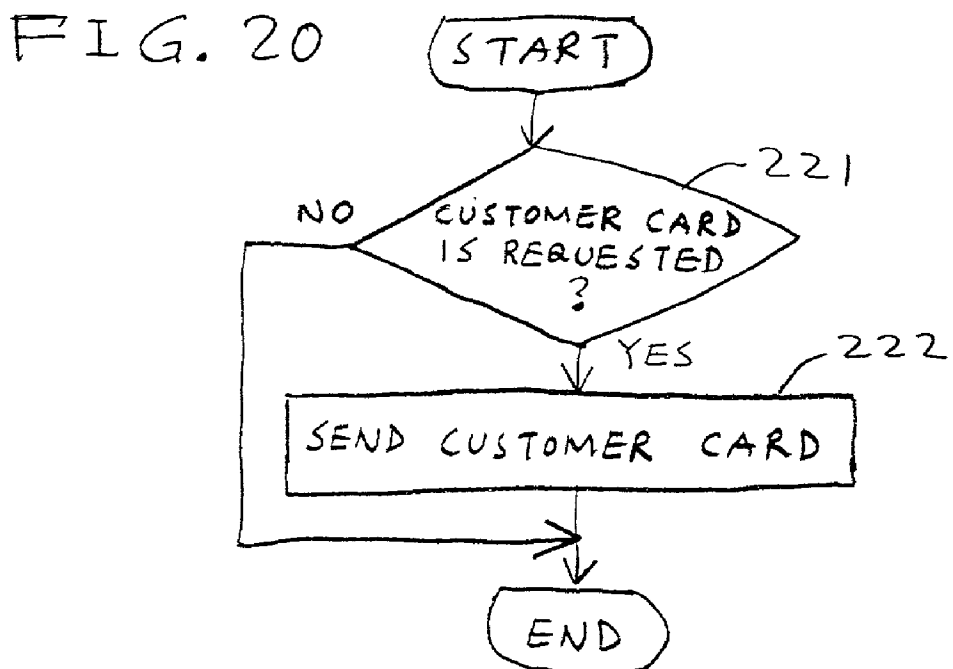 FIG. 20
START
221
NO
CUSTOMER CARD
IS REQUESTED
?
YES
222
SEND CUSTOMER CARD
END